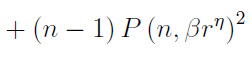 + (n − 1) P (n, βr^η)^2